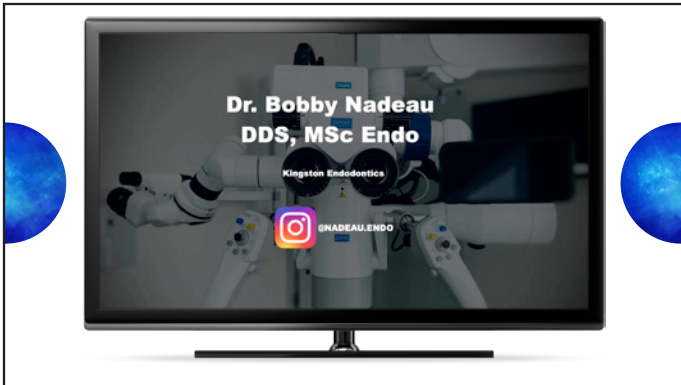 Dr. Bobby Nadeau
DDS, MSc Endo
Kingston Endodontics
@NADEAU.ENDO